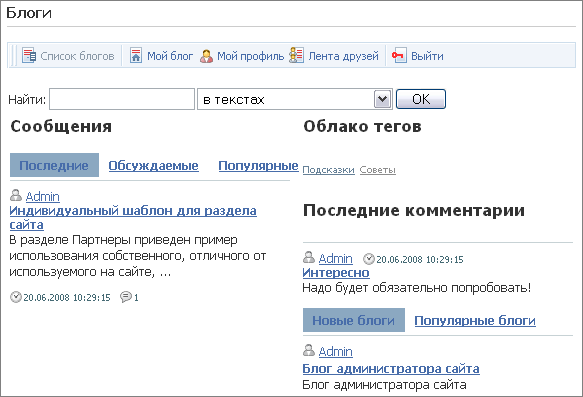 Блоги
Список блогов Мой блог Мой профиль Лента друзей Выйти
Найти: в текстах OK
Сообщения
Последние Обсуждаемые Популярные
Admin
Индивидуальный шаблон для раздела
сайта
В разделе Партнеры приведен пример
использования собственного, отличного от
используемого на сайте, ...
20.06.2008 10:29:15 1
Облако тегов
Подсказки Советы
Последние комментарии
Admin 20.06.2008 10:29:15
Интересно
Надо будет обязательно попробовать!
Новые блоги Популярные блоги
Admin
Блог администратора сайта
Блог администратора сайта